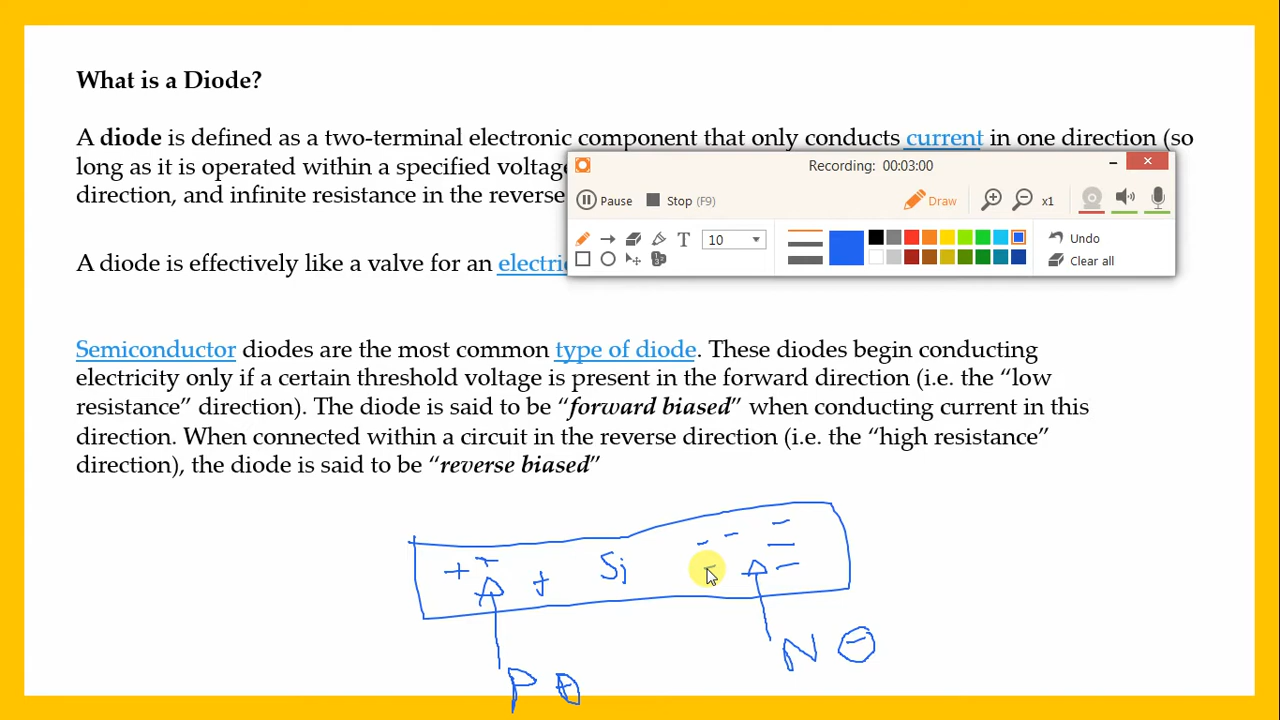 What is a Diode?
A diode is defined as a two-terminal electronic component that only conducts current in one direction (so
long as it is operated within a specified voltage
direction, and infinite resistance in the reverse
A diode is effectively like a valve for an
Recording: 00:03:00
Pause Stop (F9) Draw x1
T 10 Undo
Clear all
Semiconductor diodes are the most common type of diode. These diodes begin conducting
electricity only if a certain threshold voltage is present in the forward direction (i.e. the “low
resistance” direction). The diode is said to be “forward biased” when conducting current in this
direction. When connected within a circuit in the reverse direction (i.e. the “high resistance”
direction), the diode is said to be “reverse biased”
+ + + Si - - - - - -
N -
P +